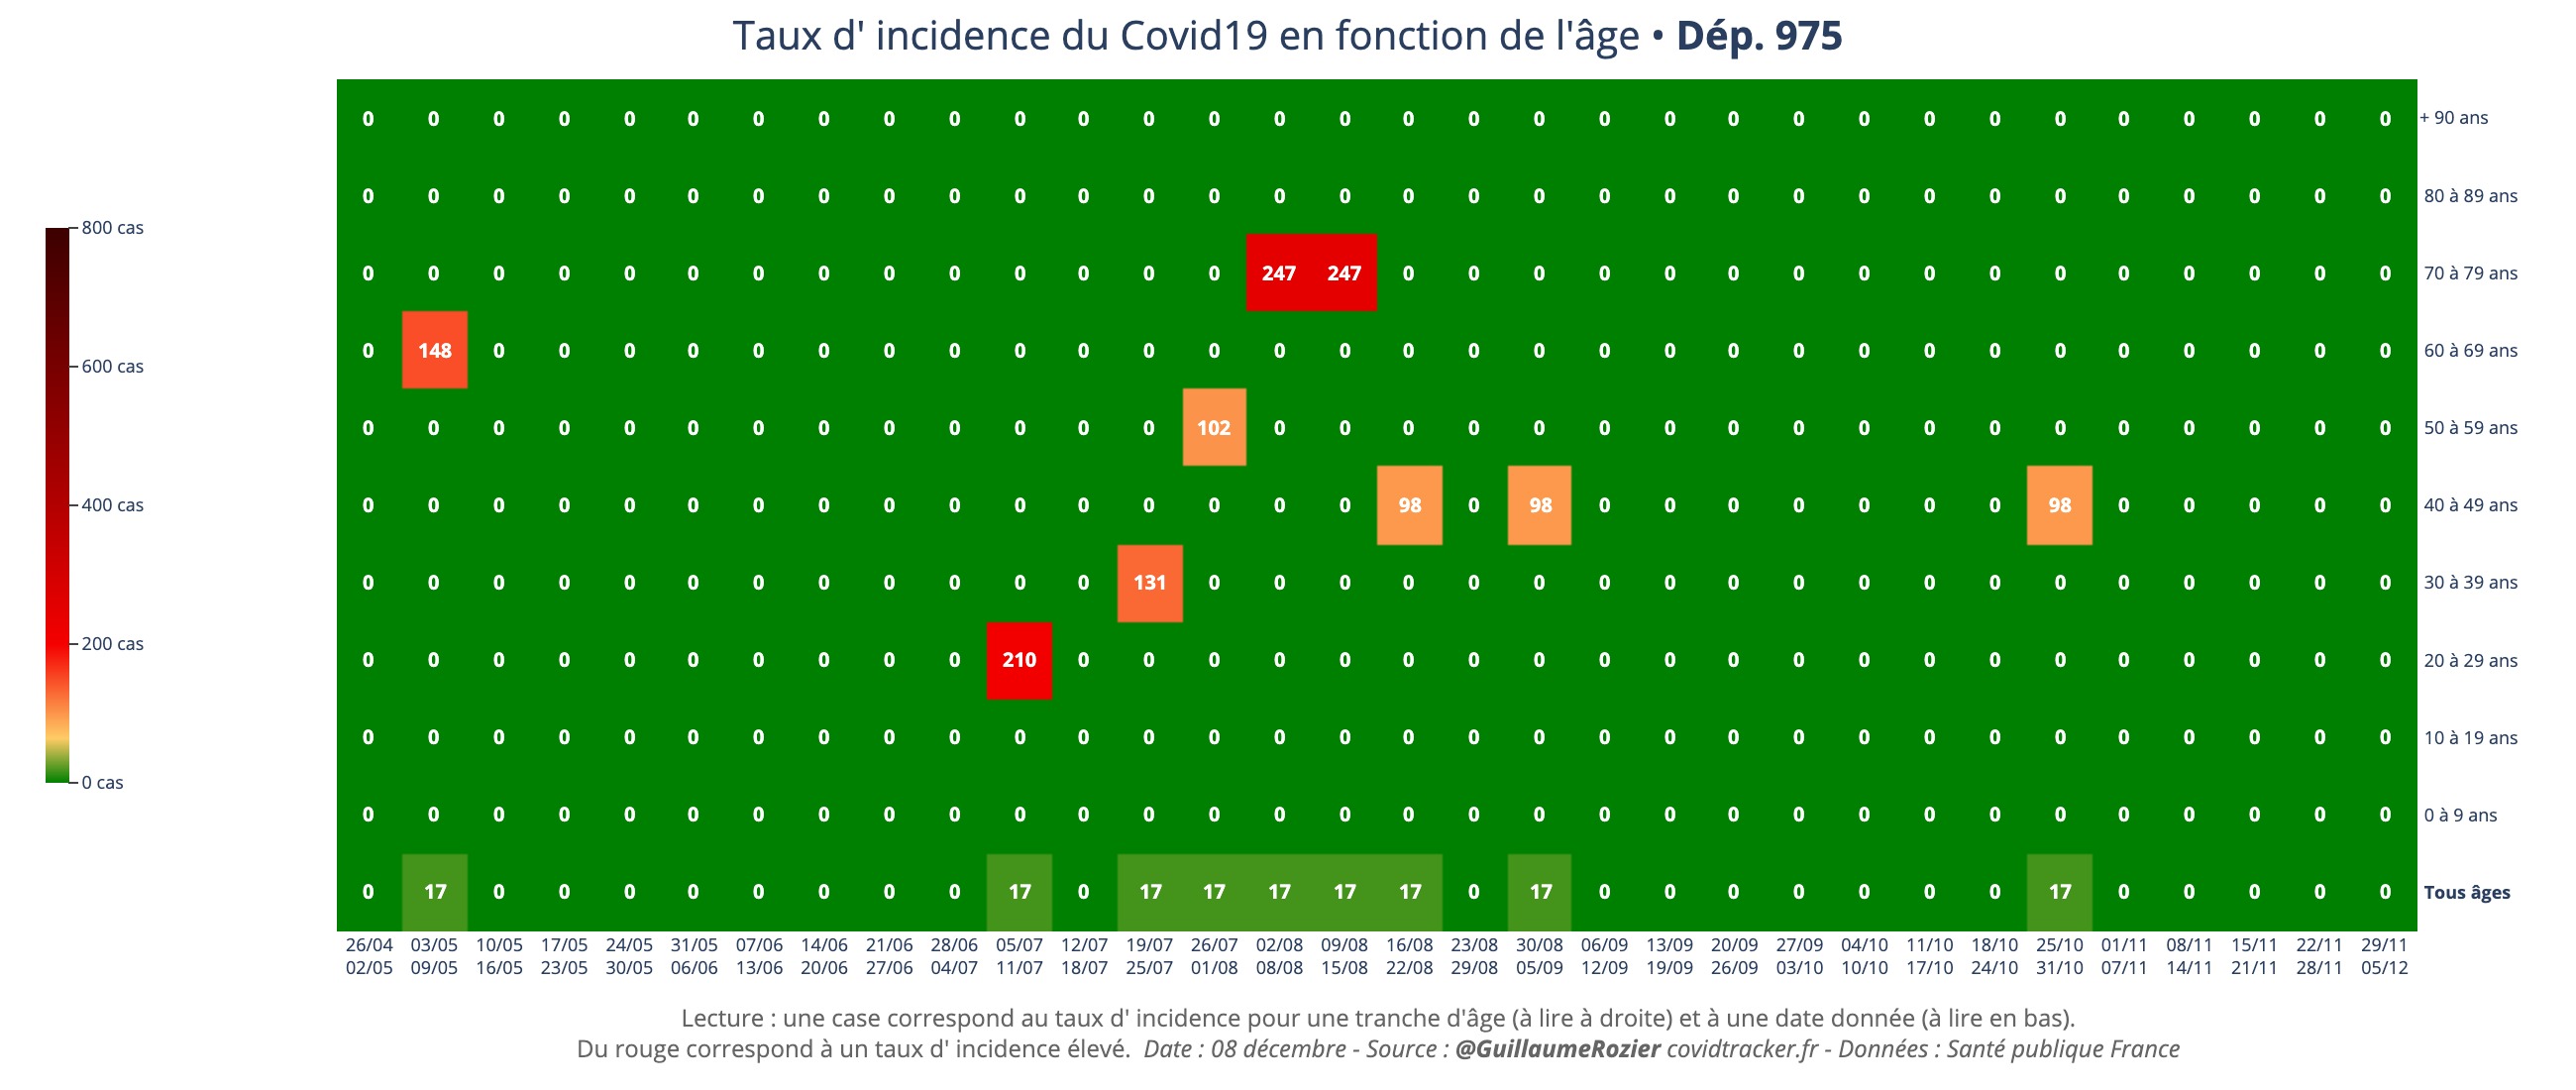 Taux d' incidence du Covid19 en fonction de l'âge • Dép. 975
0 0 0 0 0 0 0 0 0 0 0 0 0 0 0 0 0 0 0 0 0 0 0 0 0 0 0 0 0 0 0 0 + 90 ans
0 0 0 0 0 0 0 0 0 0 0 0 0 0 0 0 0 0 0 0 0 0 0 0 0 0 0 0 0 0 0 0 80 à 89 ans
800 cas
0 0 0 0 0 0 0 0 0 0 0 0 0 0 247 247 0 0 0 0 0 0 0 0 0 0 0 0 0 0 0 0 70 à 79 ans
0 148 0 0 0 0 0 0 0 0 0 0 0 0 0 0 0 0 0 0 0 0 0 0 0 0 0 0 0 0 0 0 60 à 69 ans
600 cas
0 0 0 0 0 0 0 0 0 0 0 0 0 102 0 0 0 0 0 0 0 0 0 0 0 0 0 0 0 0 0 0 50 à 59 ans
400 cas
0 0 0 0 0 0 0 0 0 0 0 0 0 0 0 0 98 0 98 0 0 0 0 0 0 0 98 0 0 0 0 0 40 à 49 ans
0 0 0 0 0 0 0 0 0 0 0 0 131 0 0 0 0 0 0 0 0 0 0 0 0 0 0 0 0 0 0 0 30 à 39 ans
200 cas
0 0 0 0 0 0 0 0 0 0 210 0 0 0 0 0 0 0 0 0 0 0 0 0 0 0 0 0 0 0 0 0 20 à 29 ans
0 0 0 0 0 0 0 0 0 0 0 0 0 0 0 0 0 0 0 0 0 0 0 0 0 0 0 0 0 0 0 0 10 à 19 ans
0 cas
0 0 0 0 0 0 0 0 0 0 0 0 0 0 0 0 0 0 0 0 0 0 0 0 0 0 0 0 0 0 0 0 0 à 9 ans
0 17 0 0 0 0 0 0 0 0 17 0 17 17 17 17 17 0 17 0 0 0 0 0 0 0 17 0 0 0 0 0 Tous âges
26/04 03/05 10/05 17/05 24/05 31/05 07/06 14/06 21/06 28/06 05/07 12/07 19/07 26/07 02/08 09/08 16/08 23/08 30/08 06/09 13/09 20/09 27/09 04/10 11/10 18/10 25/10 01/11 08/11 15/11 22/11 29/11
02/05 09/05 16/05 23/05 30/05 06/06 13/06 20/06 27/06 04/07 11/07 18/07 25/07 01/08 08/08 15/08 22/08 29/08 05/09 12/09 19/09 26/09 03/10 10/10 17/10 24/10 31/10 07/11 14/11 21/11 28/11 05/12
Lecture : une case correspond au taux d' incidence pour une tranche d'âge (à lire à droite) et à une date donnée (à lire en bas).
Du rouge correspond à un taux d' incidence élevé. Date : 08 décembre - Source : @GuillaumeRozier covidtracker.fr - Données : Santé publique France